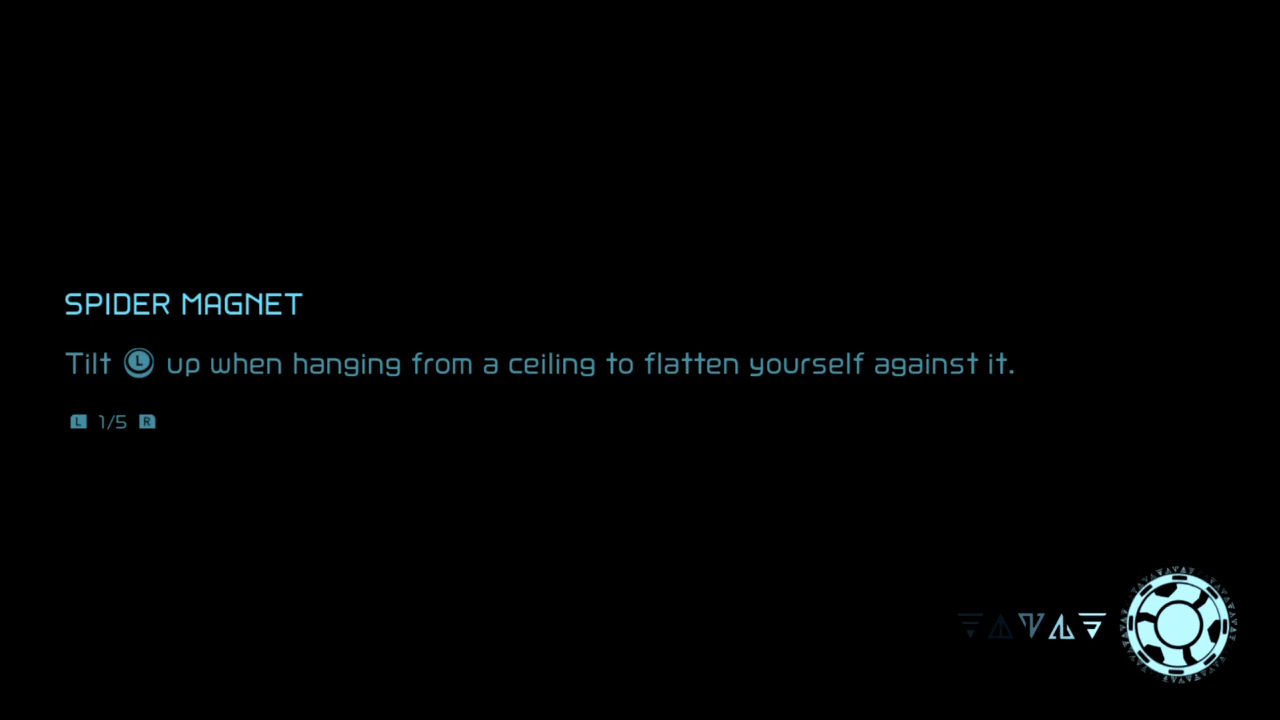 SPIDER MAGNET
Tilt L up when hanging from a ceiling to flatten yourself against it.
L 1/5 R